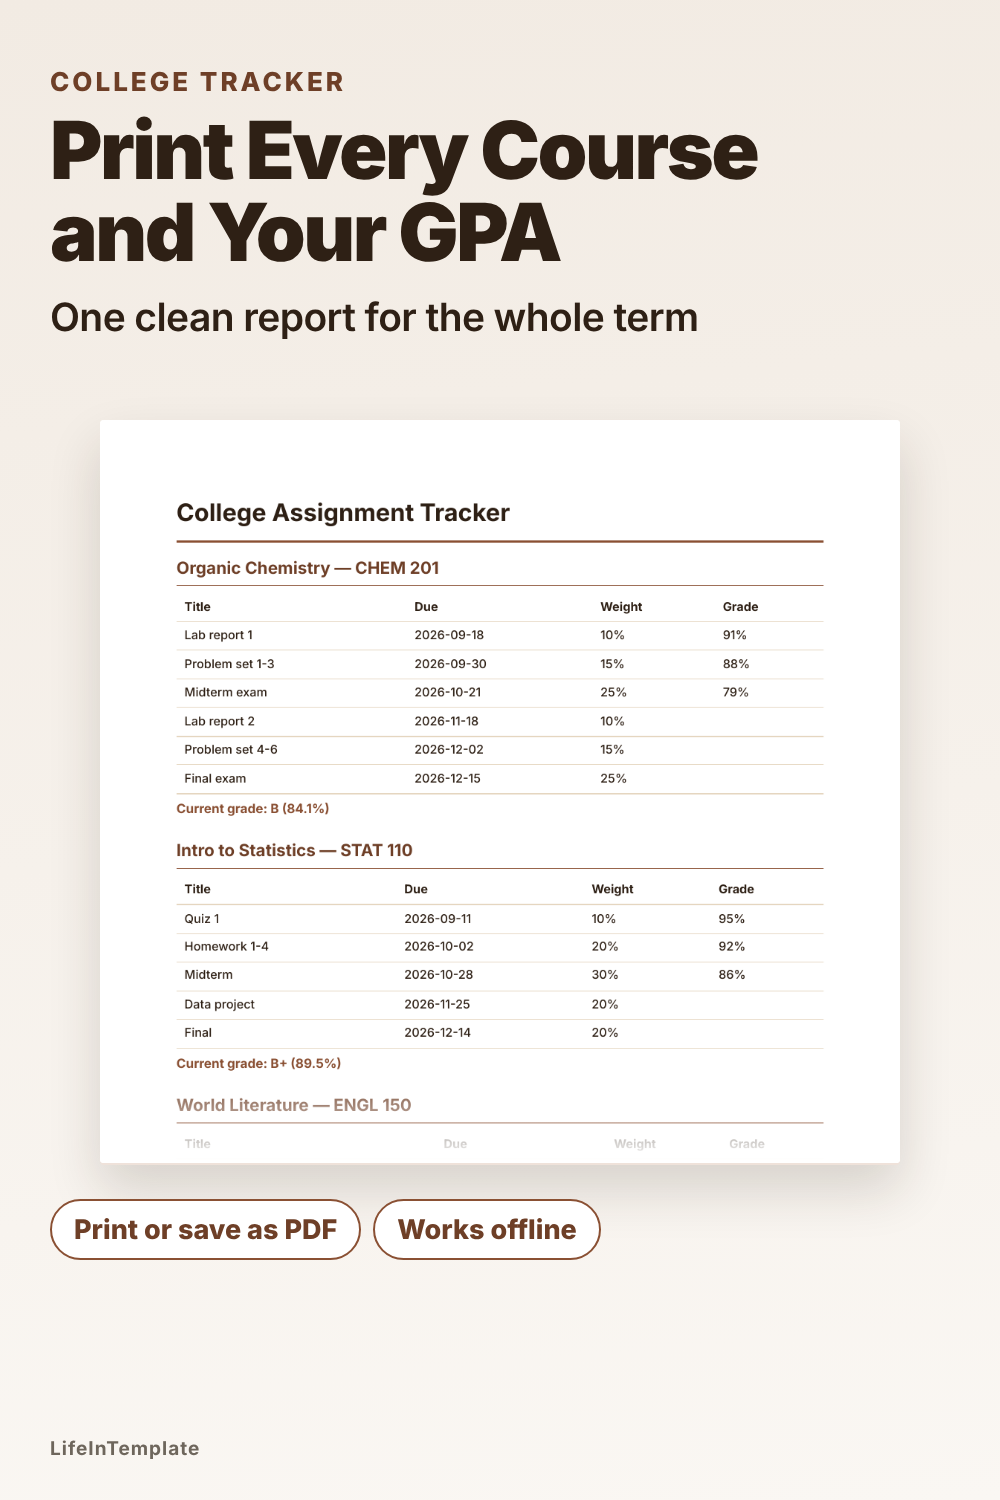 COLLEGE TRACKER
Print Every Course
and Your GPA
One clean report for the whole term
College Assignment Tracker
Organic Chemistry — CHEM 201
Title Due Weight Grade
Lab report 1 2026-09-18 10% 91%
Problem set 1-3 2026-09-30 15% 88%
Midterm exam 2026-10-21 25% 79%
Lab report 2 2026-11-18 10%
Problem set 4-6 2026-12-02 15%
Final exam 2026-12-15 25%
Current grade: B (84.1%)
Intro to Statistics — STAT 110
Title Due Weight Grade
Quiz 1 2026-09-11 10% 95%
Homework 1-4 2026-10-02 20% 92%
Midterm 2026-10-28 30% 86%
Data project 2026-11-25 20%
Final 2026-12-14 20%
Current grade: B+ (89.5%)
World Literature — ENGL 150
Title Due Weight Grade
Print or save as PDF Works offline
LifeInTemplate